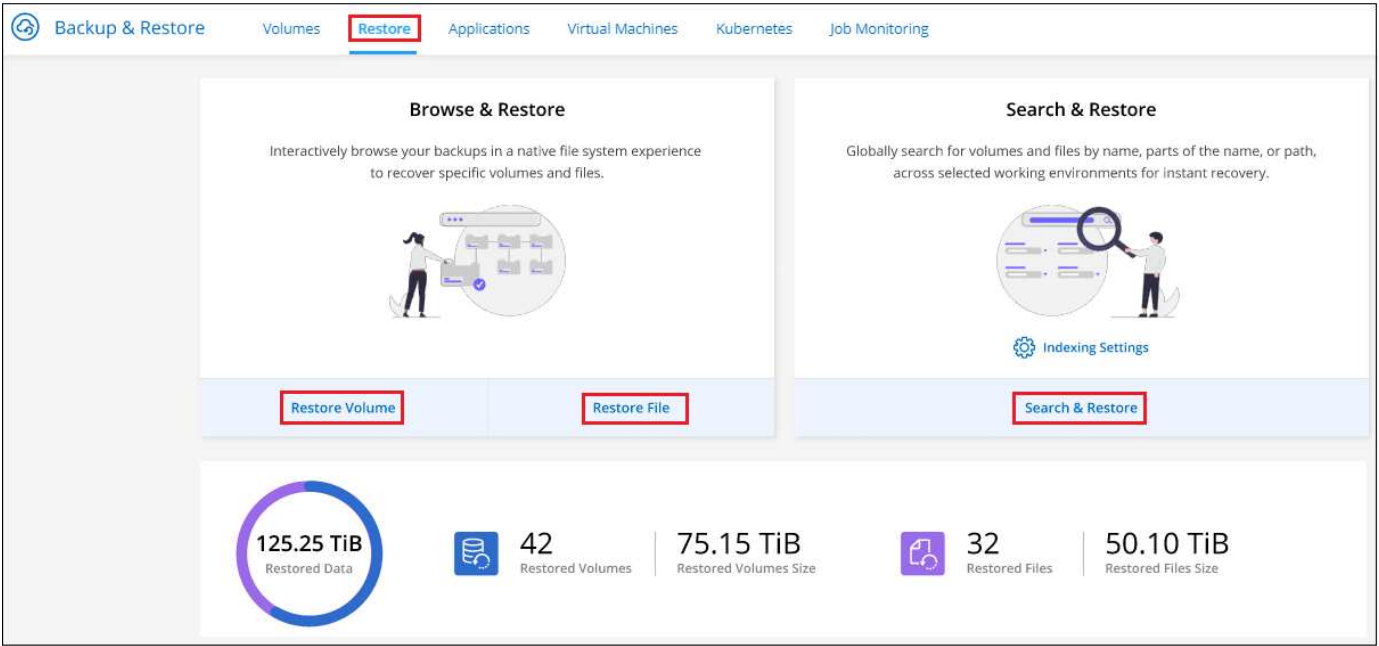 Backup & Restore
Volumes
Restore
Applications
Virtual Machines
Kubernetes
Job Monitoring
Browse & Restore
Interactively browse your backups in a native file system experience
to recover specific volumes and files.
Restore Volume
Restore File
Search & Restore
Globally search for volumes and files by name, parts of the name, or path,
across selected working environments for instant recovery.
Indexing Settings
Search & Restore
125.25 TiB
Restored Data
42
Restored Volumes
75.15 TiB
Restored Volumes Size
32
Restored Files
50.10 TiB
Restored Files Size